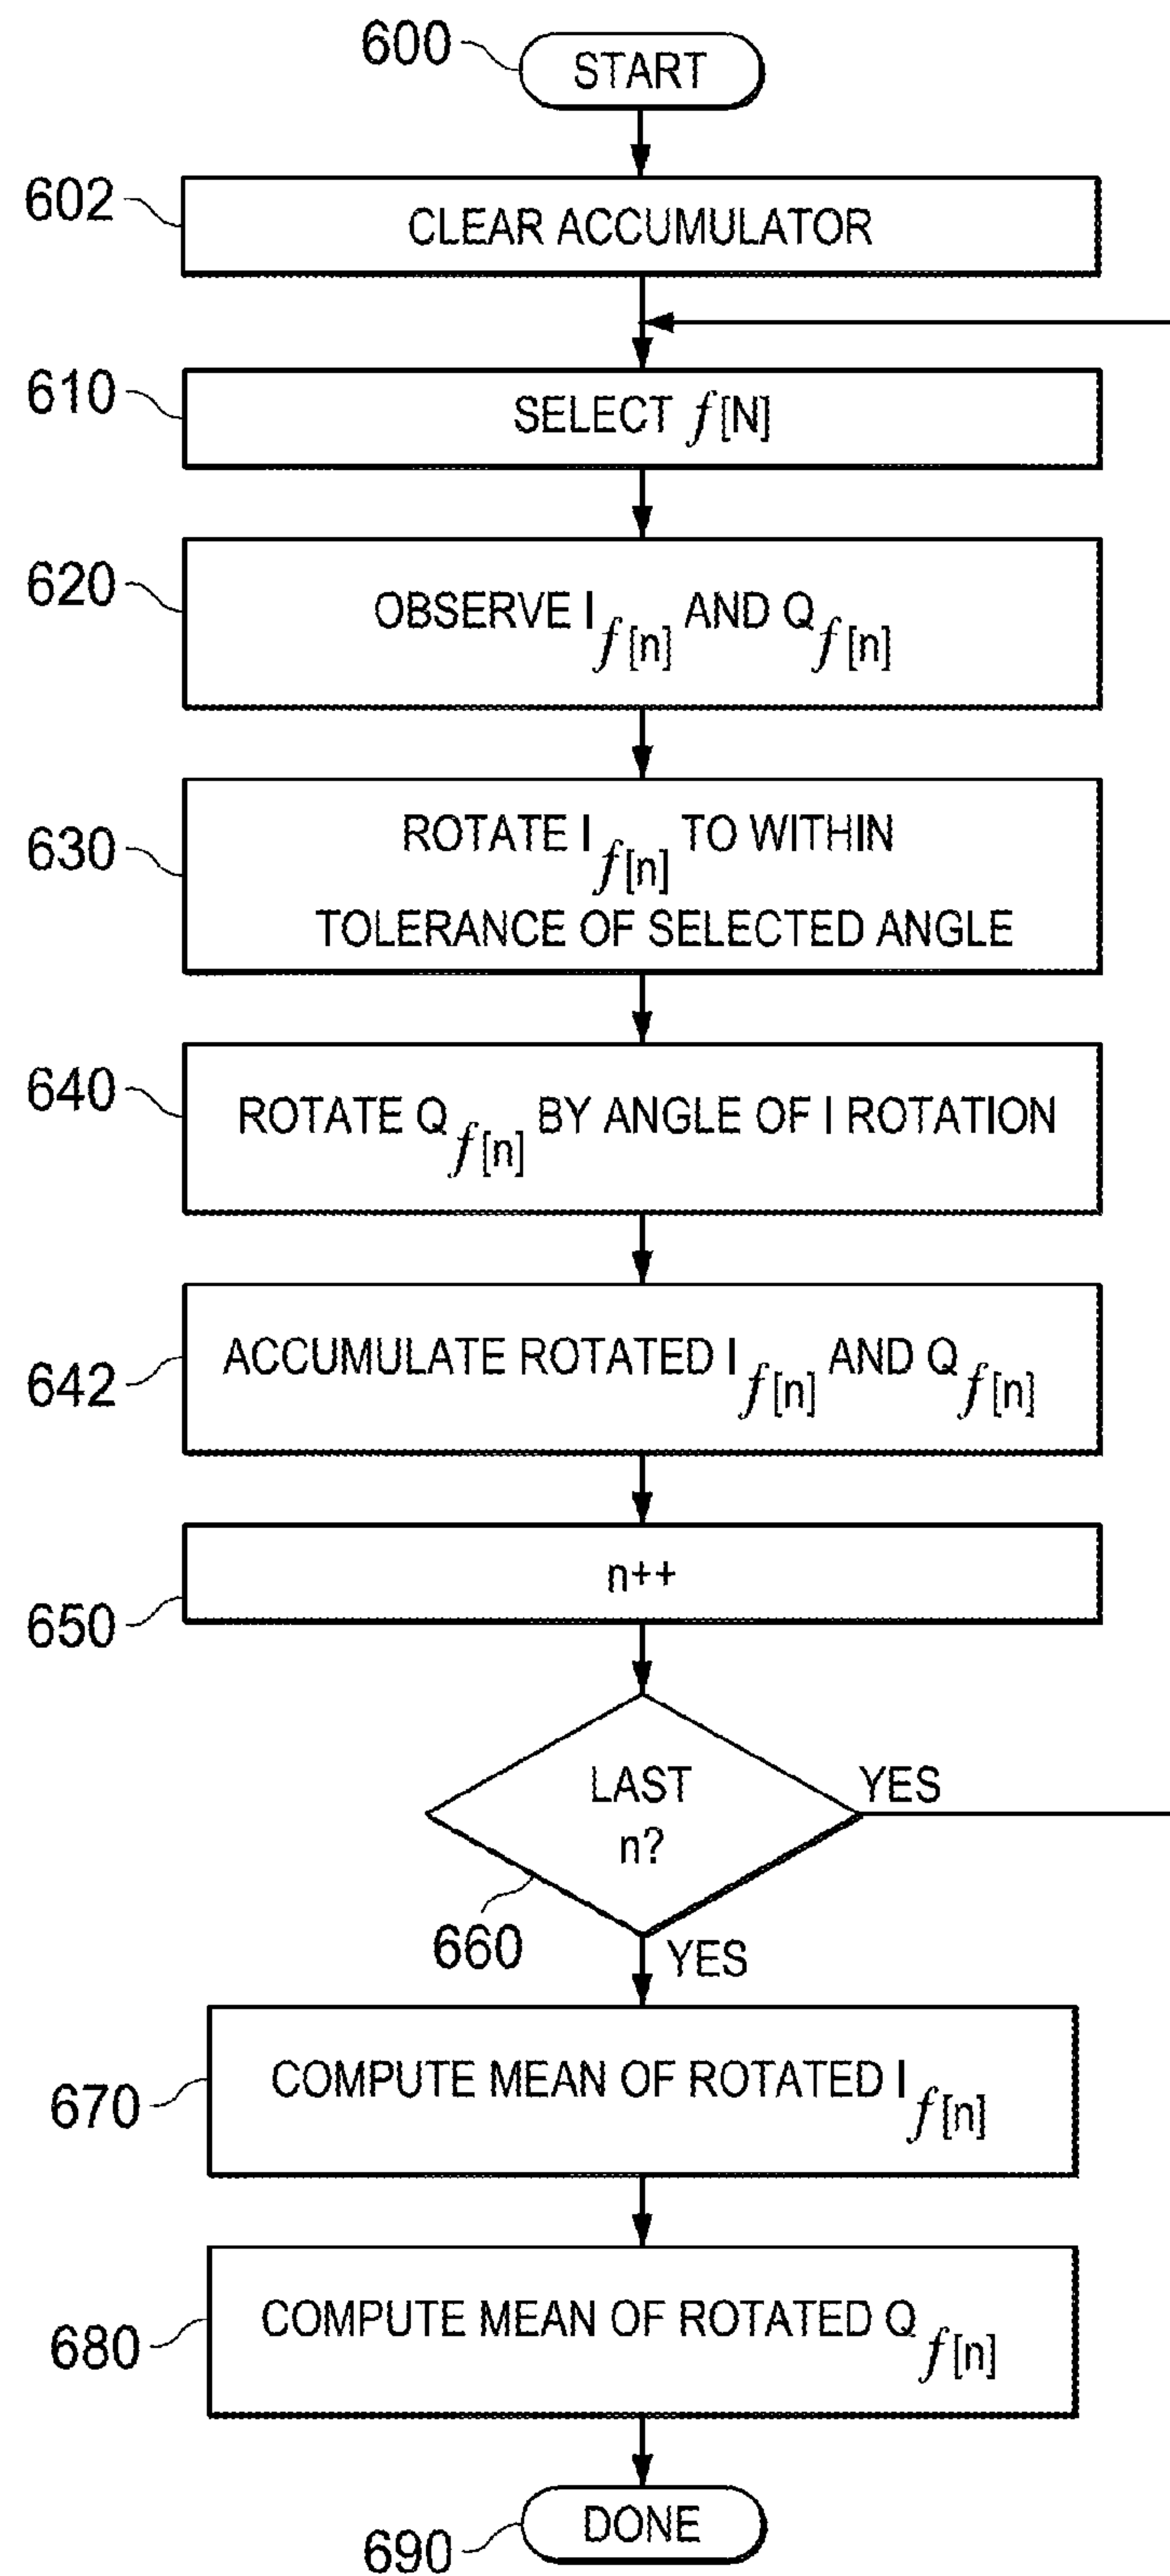 600
START
602
CLEAR ACCUMULATOR
610
SELECT f[N]
620
OBSERVE I f[n] AND Q f[n]
630
ROTATE I f[n] TO WITHIN
TOLERANCE OF SELECTED ANGLE
640
ROTATE Q f[n] BY ANGLE OF I ROTATION
642
ACCUMULATE ROTATED I f[n] AND Q f[n]
650
n++
LAST
n?
YES
660
YES
670
COMPUTE MEAN OF ROTATED I f[n]
680
COMPUTE MEAN OF ROTATED Q f[n]
690
DONE